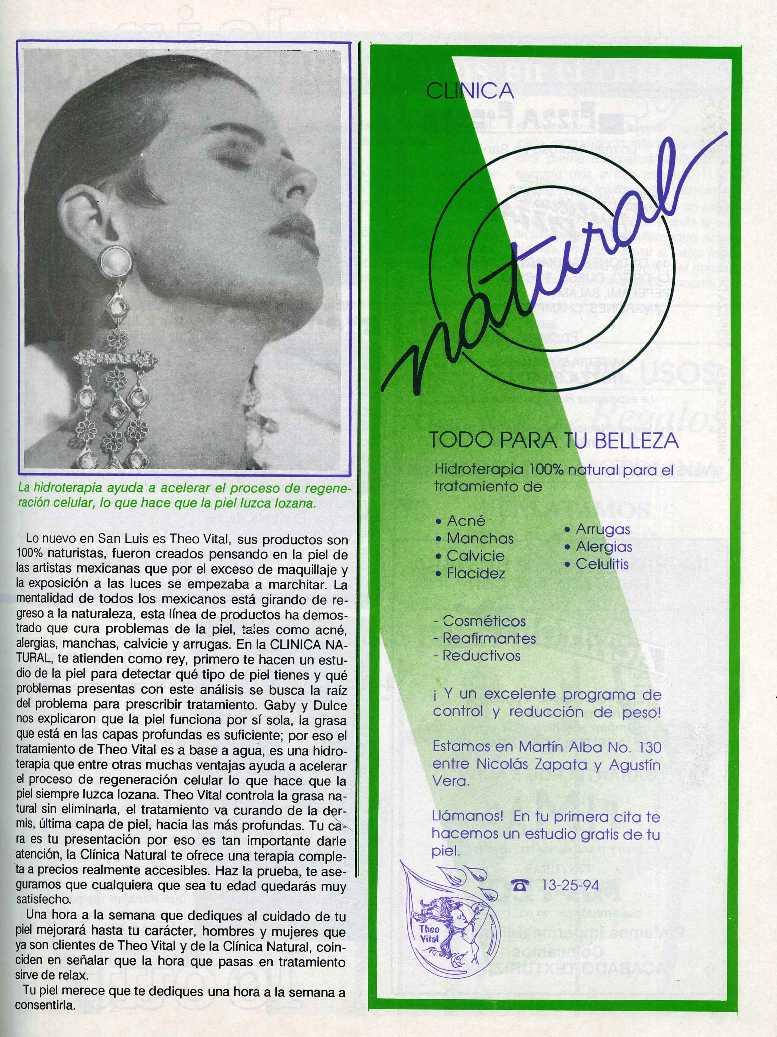 La hidroterapia ayuda a acelerar el proceso de regene-
ración celular, lo que hace que la piel luzca lozana.
Lo nuevo en San Luis es Theo Vital, sus productos son
100% naturistas, fueron creados pensando en la piel de
las artistas mexicanas que por el exceso de maquillaje y
la exposición a las luces se empezaba a marchitar. La
mentalidad de todos los mexicanos está girando de re-
greso a la naturaleza, esta línea de productos ha demos-
trado que cura problemas de la piel, tales como acné,
alergias, manchas, calvicie y arrugas. En la CLINICA NA-
TURAL, te atienden como rey, primero te hacen un estu-
dio de la piel para detectar qué tipo de piel tienes y qué
problemas presentas con este análisis se busca la raíz
del problema para prescribir tratamiento. Gaby y Dulce
nos explicaron que la piel funciona por sí sola, la grasa
que está en las capas profundas es suficiente; por eso el
tratamiento de Theo Vital es a base a agua, es una hidro-
terapia que entre otras muchas ventajas ayuda a acelerar
el proceso de regeneración celular lo que hace que la
piel siempre luzca lozana. Theo Vital controla la grasa na-
tural sin eliminarla, el tratamiento va curando de la der-
mis, última capa de piel, hacia las más profundas. Tu ca-
ra es tu presentación por eso es tan importante darle
atención, la Clínica Natural te ofrece una terapia comple-
ta a precios realmente accesibles. Haz la prueba, te ase-
guramos que cualquiera que sea tu edad quedarás muy
satisfecho.
Una hora a la semana que dediques al cuidado de tu
piel mejorará hasta tu carácter, hombres y mujeres que
ya son clientes de Theo Vital y de la Clínica Natural, coin-
ciden en señalar que la hora que pasas en tratamiento
sirve de relax.
Tu piel merece que te dediques una hora a la semana a
consentirla.
CLINICA
natural
TODO PARA TU BELLEZA
Hidroterapia 100% natural para el
tratamiento de
• Acné
• Manchas
• Calvicie
• Flacidez
• Arrugas
• Alergias
• Celulitis
- Cosméticos
- Reafirmantes
- Reductivos
¡ Y un excelente programa de
control y reducción de peso!
Estamos en Martín Alba No. 130
entre Nicolás Zapata y Agustín
Vera.
Llámanos! En tu primera cita te
hacemos un estudio gratis de tu
piel.
☎ 13-25-94
Theo
Vital